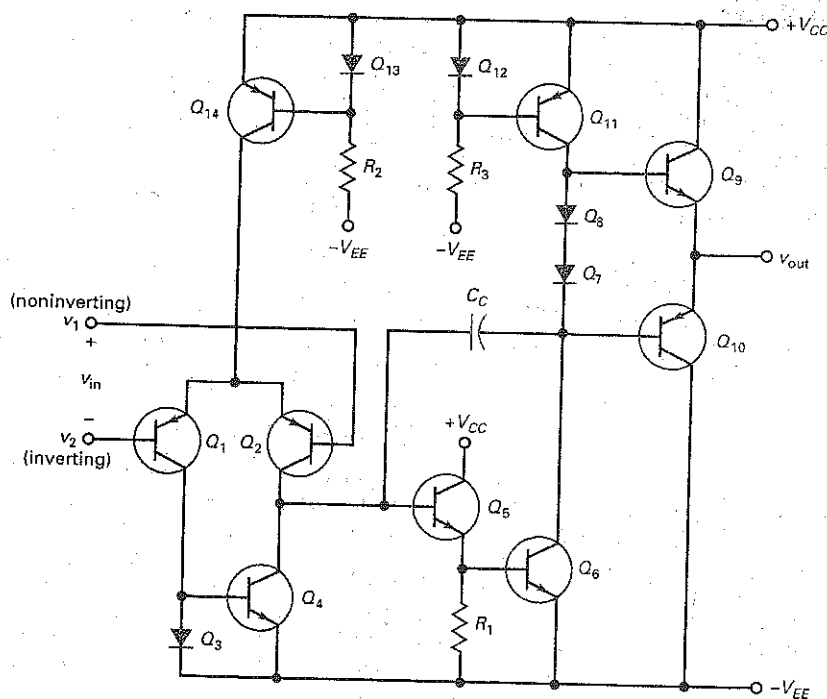 +V_CC
Q_13
Q_12
Q_14
Q_11
R_2
R_3
Q_9
-V_EE
-V_EE
Q_8
v_out
Q_7
C_C
(noninverting)
v_1
+
Q_10
v_in
-
+V_CC
v_2
Q_1
Q_2
(inverting)
Q_5
Q_6
Q_4
R_1
Q_3
-V_EE